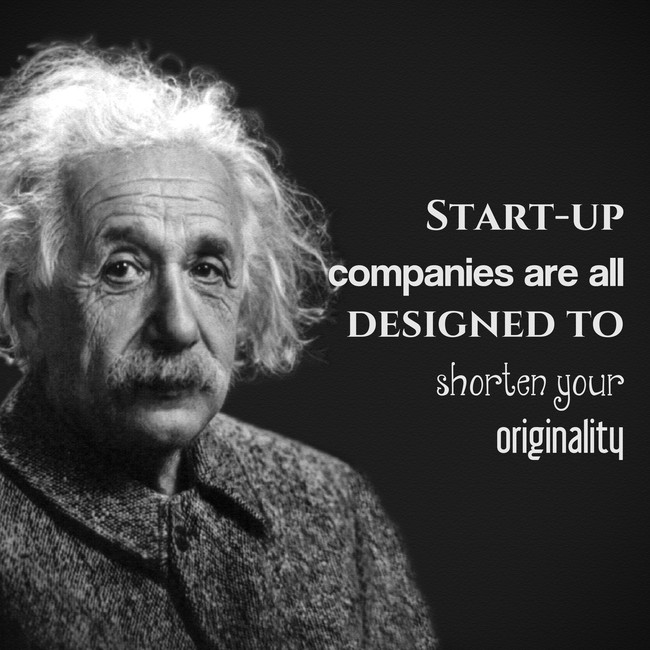 START-UP
companies are all
DESIGNED TO
shorten your
originality